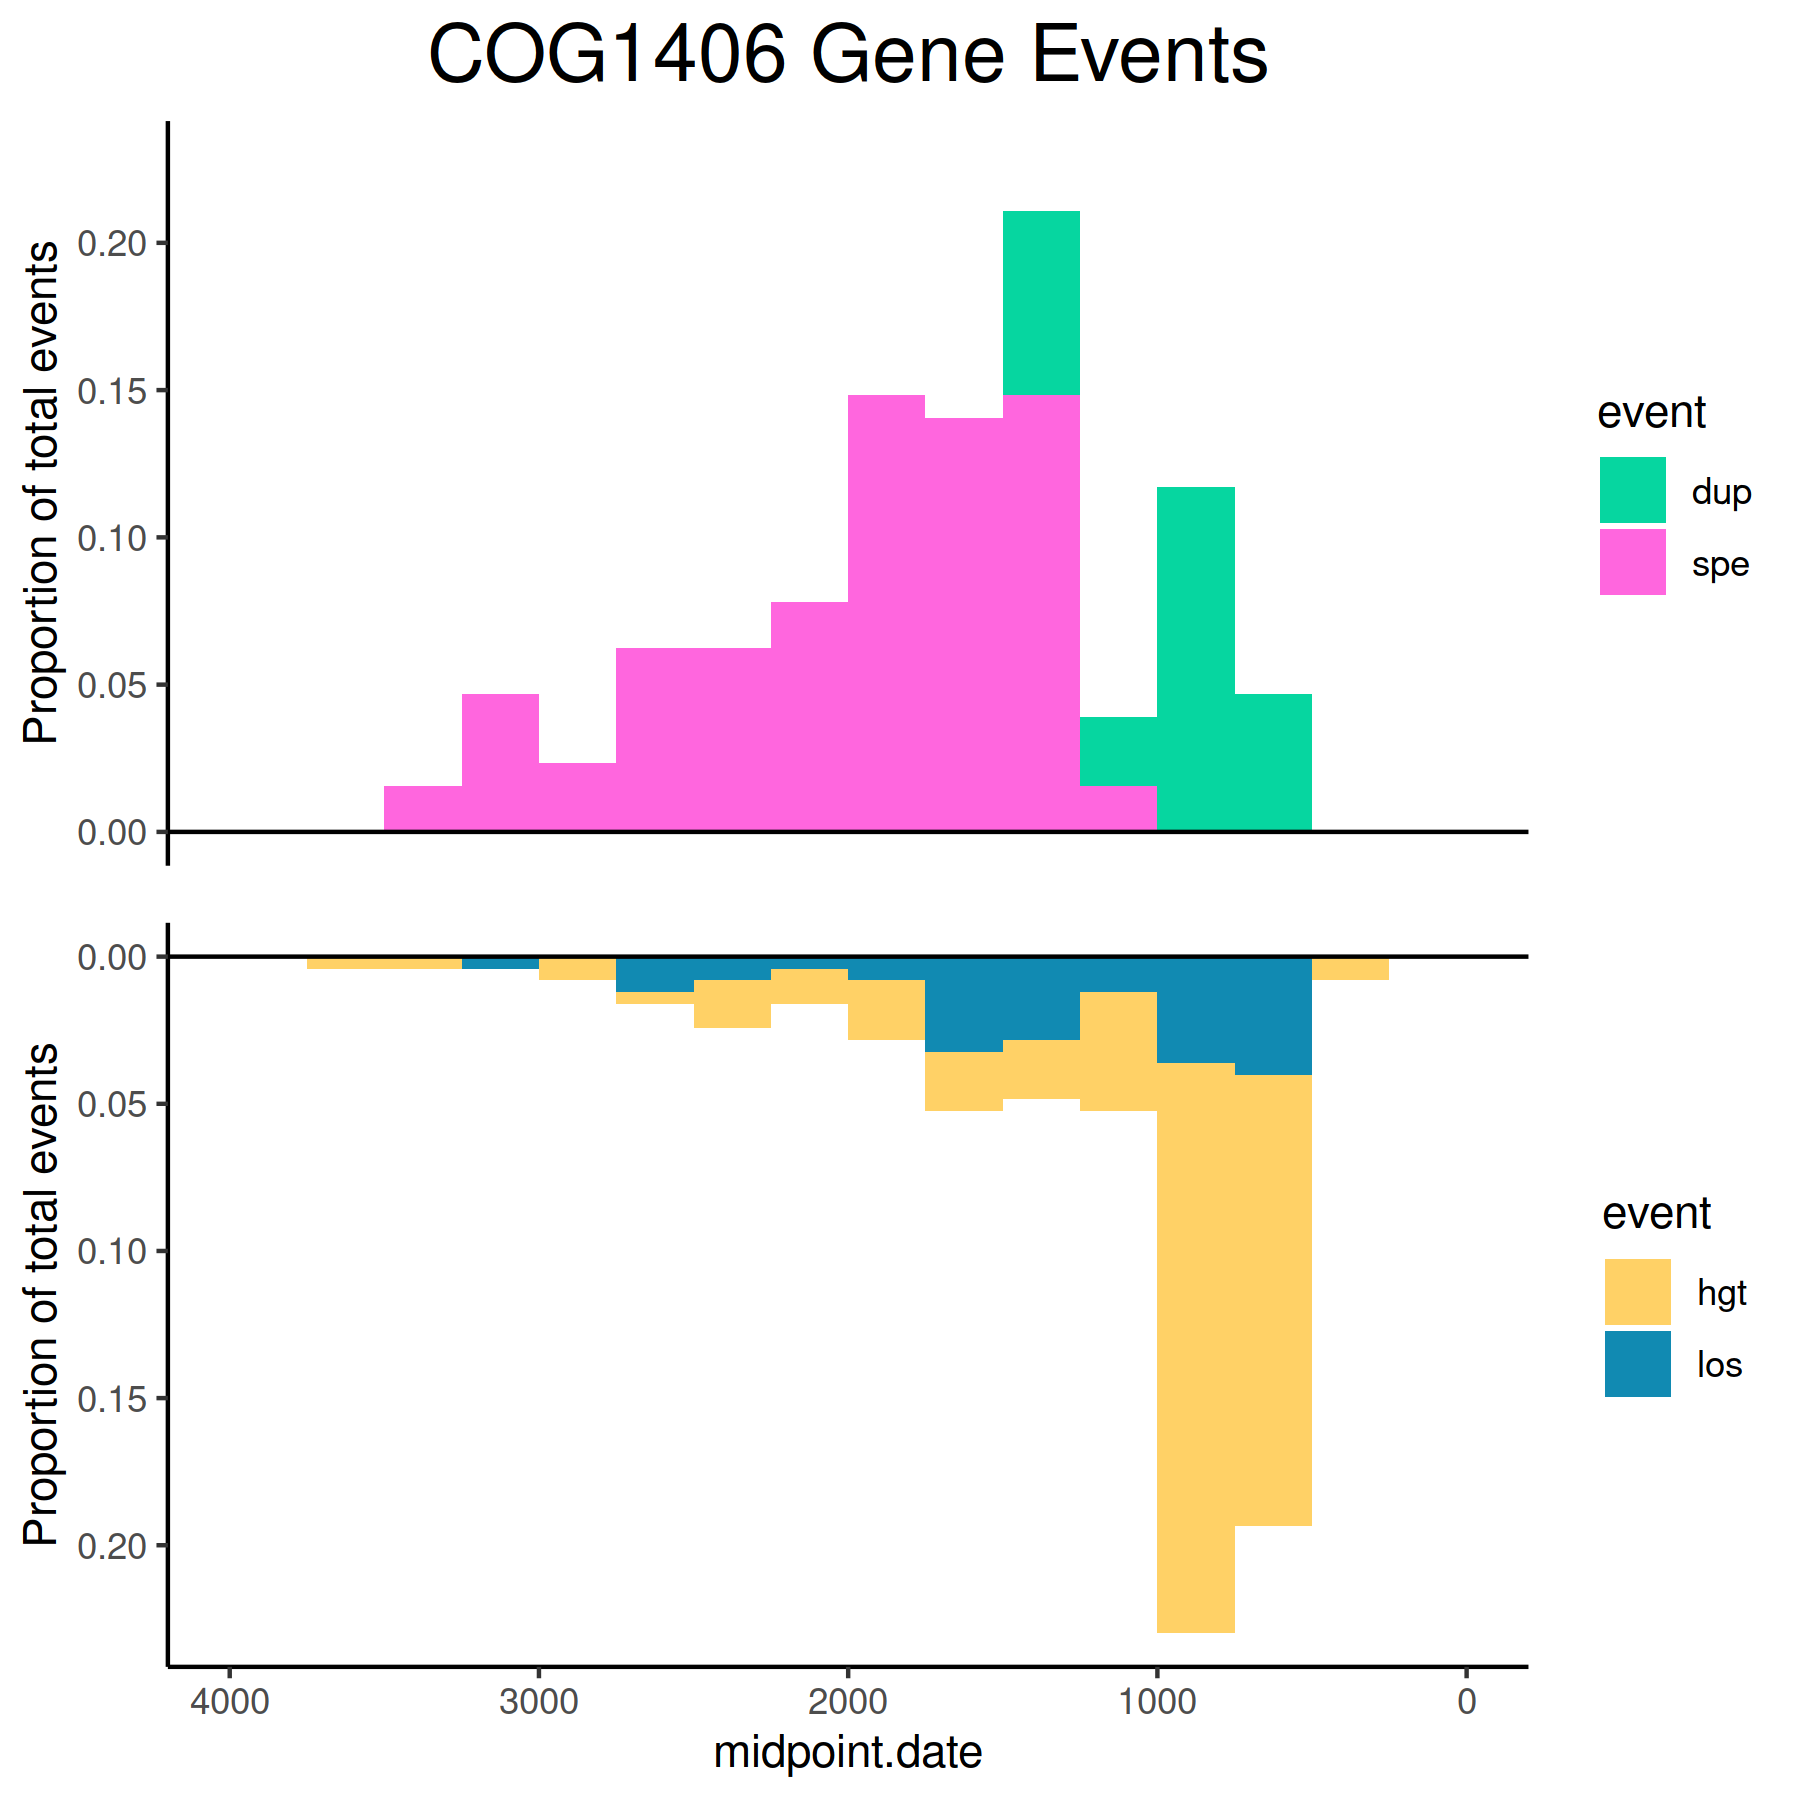 COG1406 Gene Events
Proportion of total events
0.20
0.15
0.10
0.05
0.00
event
dup
spe
Proportion of total events
0.00
0.05
0.10
0.15
0.20
event
hgt
los
4000 3000 2000 1000 0
midpoint.date